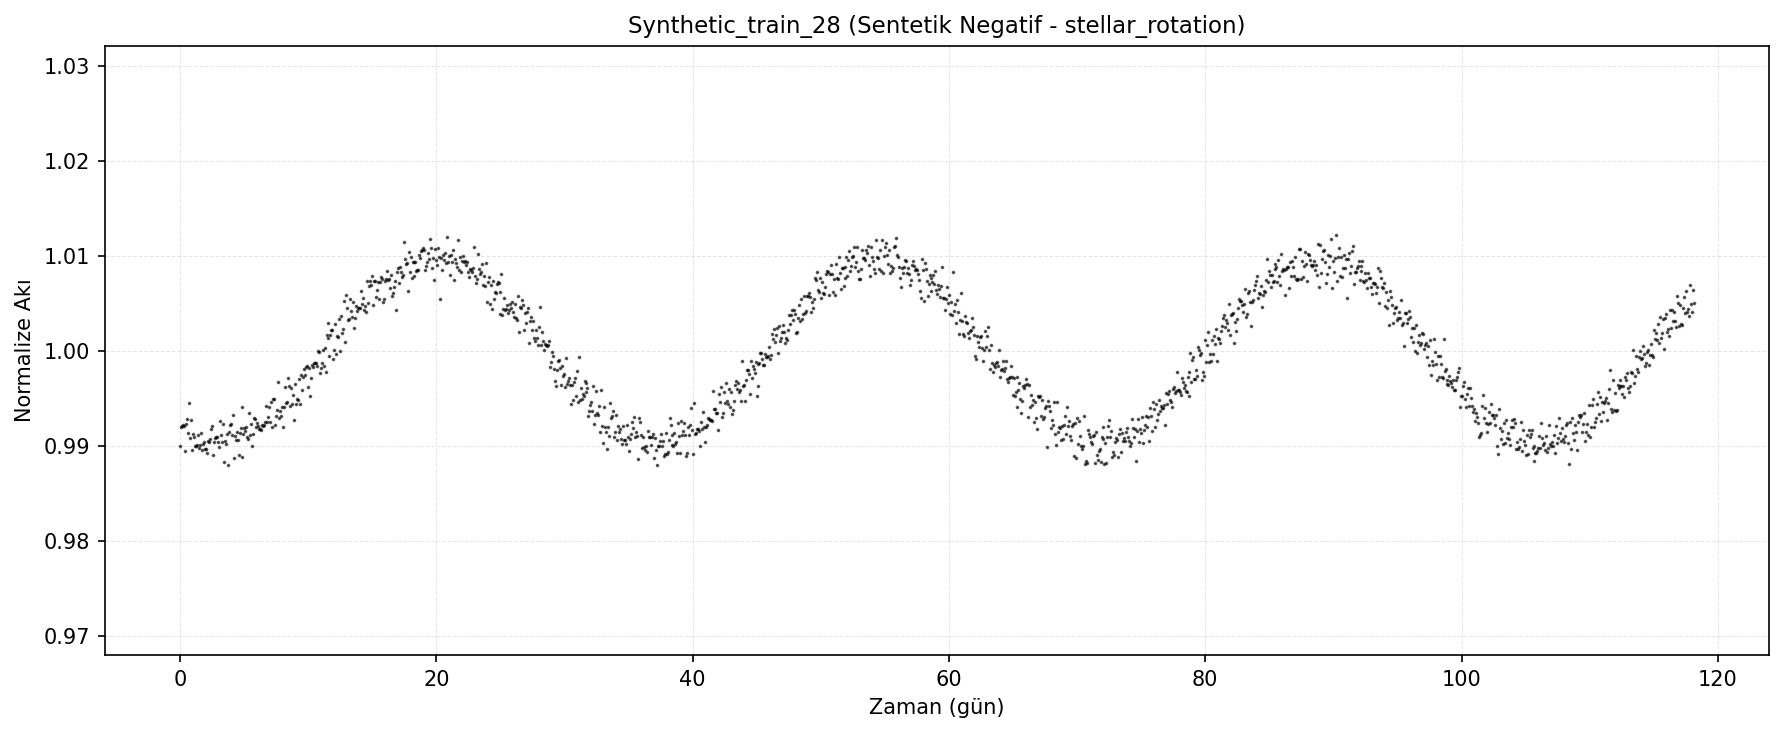 Synthetic_train_28 (Sentetik Negatif - stellar_rotation)
Normalize Akı
1.03
1.02
1.01
1.00
0.99
0.98
0.97
0 20 40 60 80 100 120
Zaman (gün)